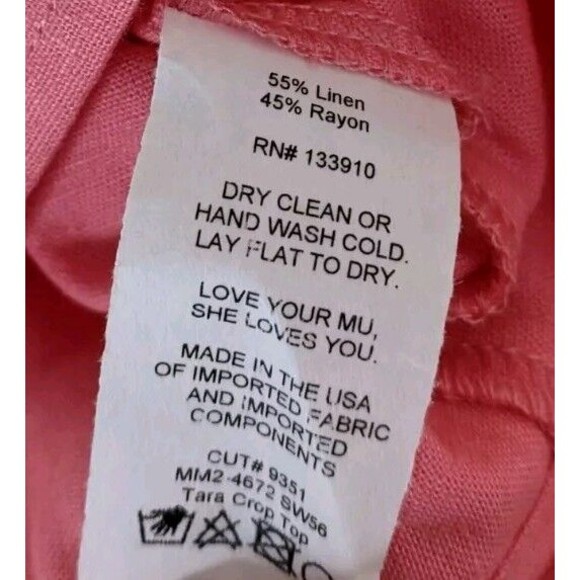 55% Linen
45% Rayon
RN# 133910
DRY CLEAN OR
HAND WASH COLD.
LAY FLAT TO DRY.
LOVE YOUR MU,
SHE LOVES YOU.
MADE IN THE USA
OF IMPORTED FABRIC
AND IMPORTED
COMPONENTS
CUT# 9351
MM2-4672 SW56
Tara Crop Top